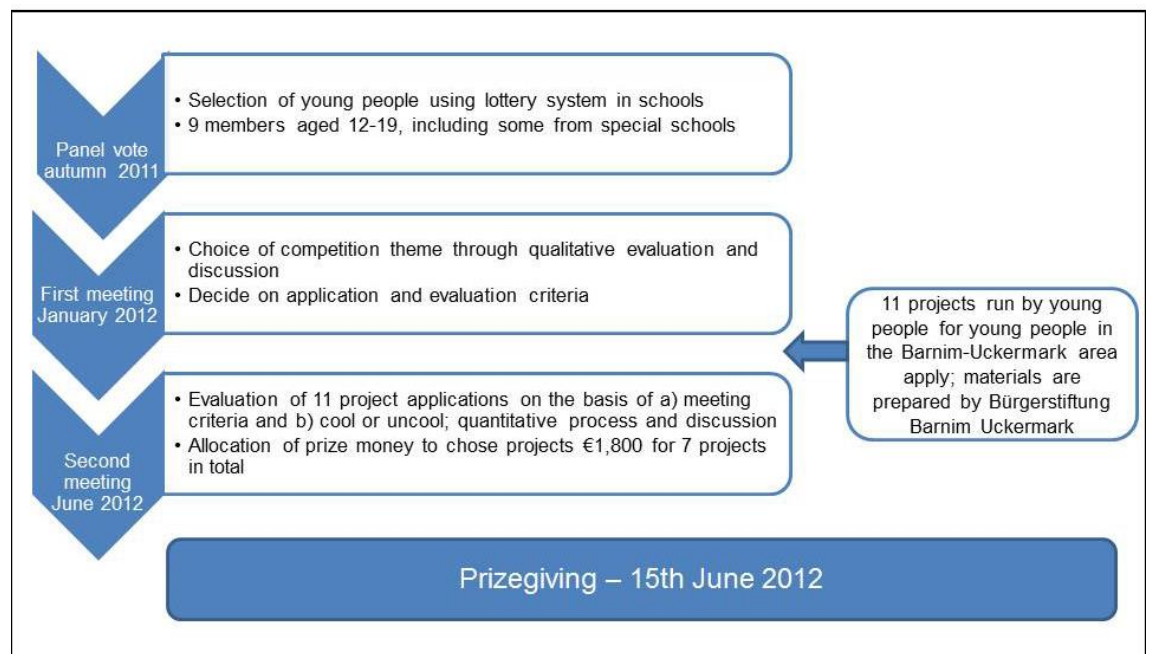 Panel vote
autumn 2011
• Selection of young people using lottery system in schools
• 9 members aged 12-19, including some from special schools
First meeting
January 2012
• Choice of competition theme through qualitative evaluation and
discussion
• Decide on application and evaluation criteria
11 projects run by young
people for young people in
the Barnim-Uckermark area
apply; materials are
prepared by Bürgerstiftung
Barnim Uckermark
Second
meeting
June 2012
• Evaluation of 11 project applications on the basis of a) meeting
criteria and b) cool or uncool; quantitative process and discussion
• Allocation of prize money to chose projects €1,800 for 7 projects
in total
Prizegiving – 15th June 2012